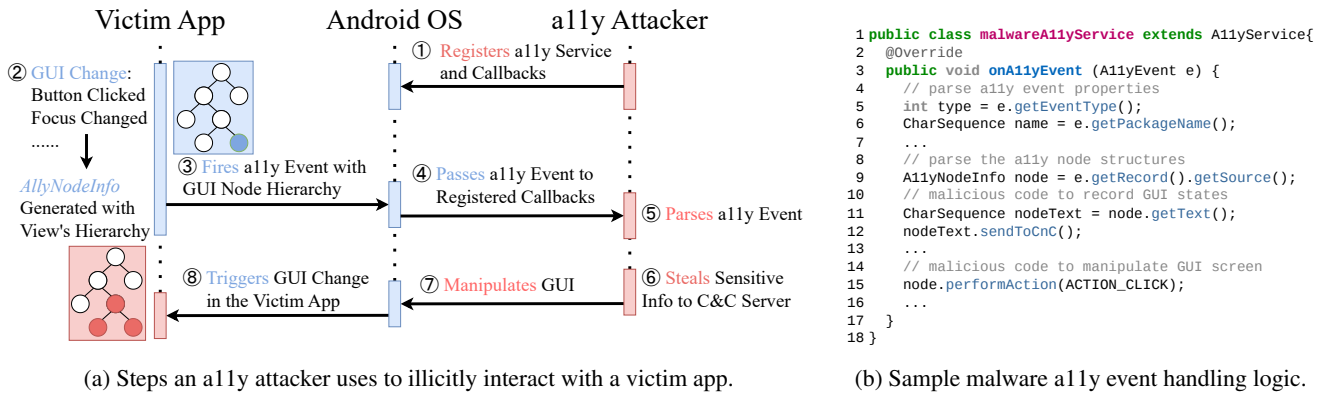 Victim App
Android OS
a11y Attacker
① Registers a11y Service
and Callbacks
② GUI Change:
Button Clicked
Focus Changed
......
AllyNodeInfo
Generated with
View's Hierarchy
③ Fires a11y Event with
GUI Node Hierarchy
④ Passes a11y Event to
Registered Callbacks
⑤ Parses a11y Event
⑥ Steals Sensitive
Info to C&C Server
⑦ Manipulates GUI
⑧ Triggers GUI Change
in the Victim App
(a) Steps an a11y attacker uses to illicitly interact with a victim app.
1 public class malwareA11yService extends A11yService{
2 @Override
3 public void onA11yEvent (A11yEvent e) {
4 // parse a11y event properties
5 int type = e.getEventType();
6 CharSequence name = e.getPackageName();
7 ...
8 // parse the a11y node structures
9 A11yNodeInfo node = e.getRecord().getSource();
10 // malicious code to record GUI states
11 CharSequence nodeText = node.getText();
12 nodeText.sendToCnC();
13 ...
14 // malicious code to manipulate GUI screen
15 node.performAction(ACTION_CLICK);
16 ...
17 }
18 }
(b) Sample malware a11y event handling logic.